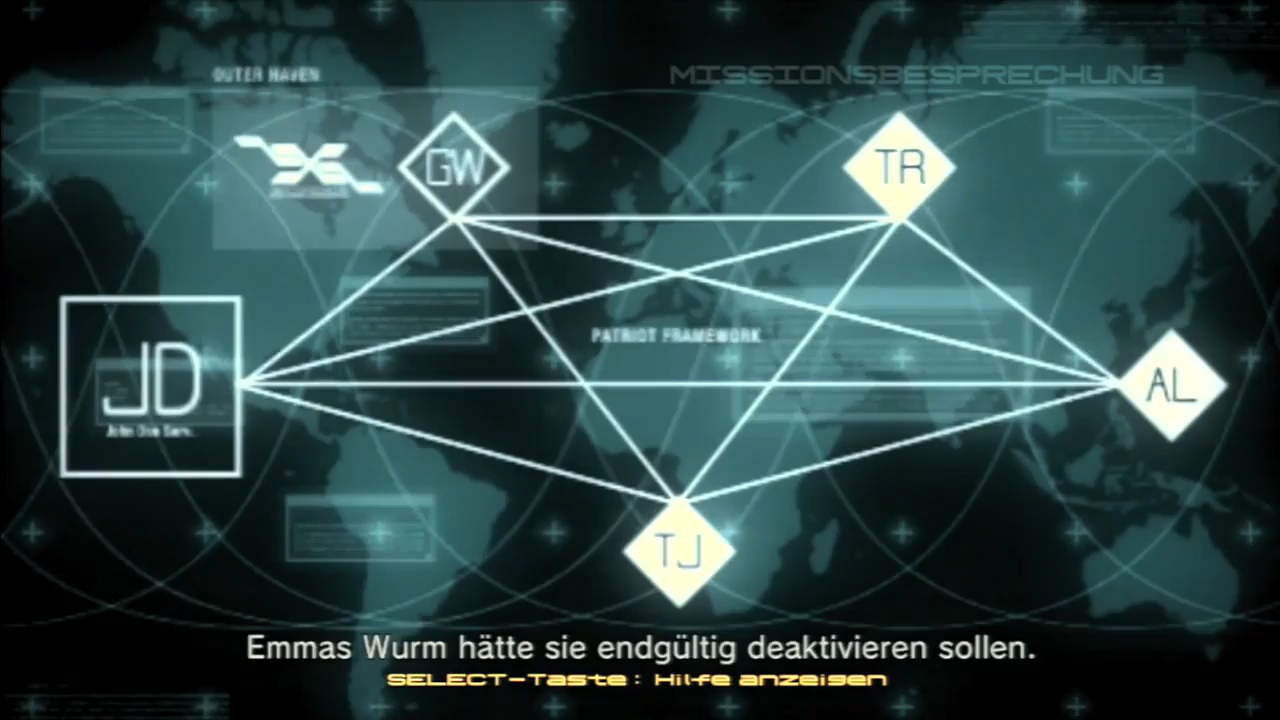 OUTER HAVEN
MISSIONSBESPRECHUNG
GW
TR
PATRIOT FRAMEWORK
JD
AL
TJ
Emmas Wurm hätte sie endgültig deaktivieren sollen.
SELECT-Taste: Hilfe anzeigen